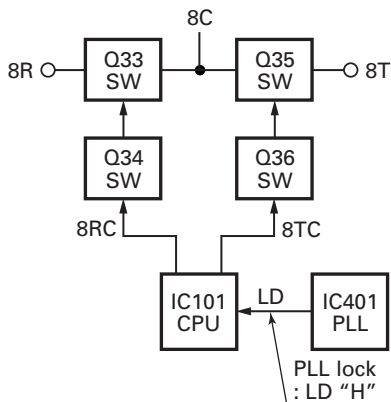 8C
8R
Q33
SW
Q35
SW
8T
Q34
SW
Q36
SW
8RC
8TC
IC101
CPU
LD
IC401
PLL
PLL lock
: LD “H”